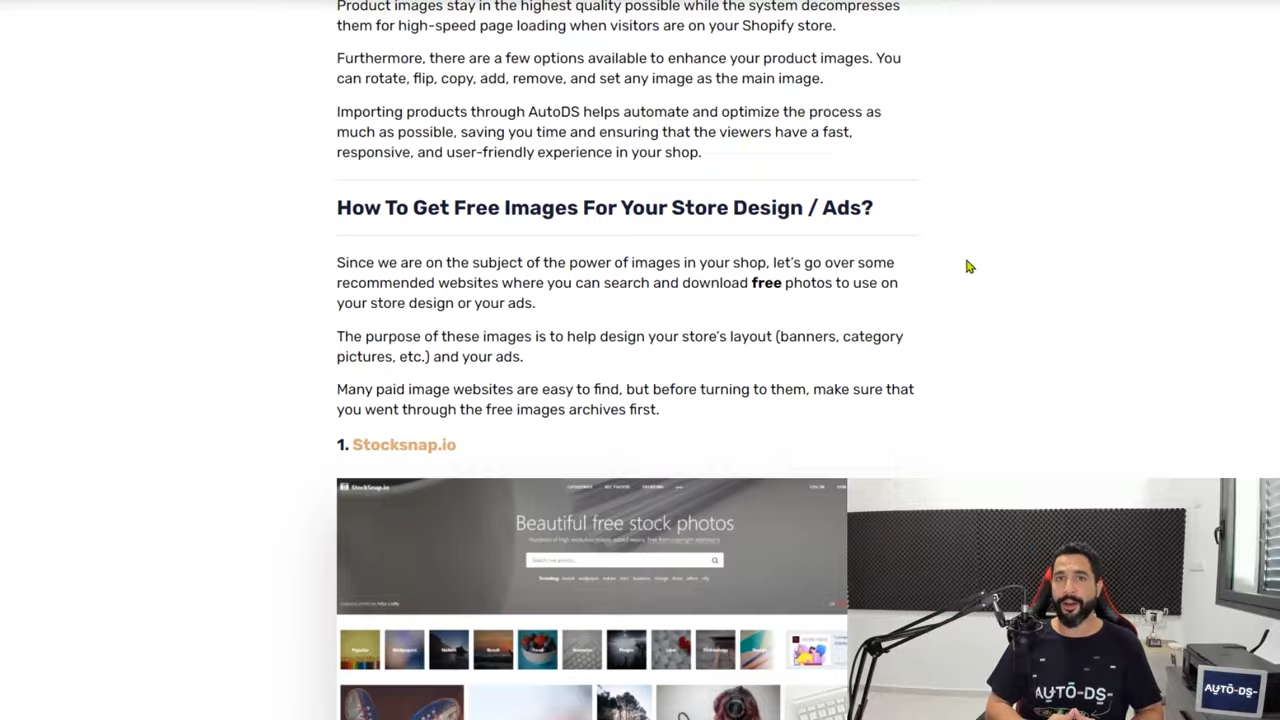 Product images stay in the highest quality possible while the system decompresses
them for high-speed page loading when visitors are on your Shopify store.
Furthermore, there are a few options available to enhance your product images. You
can rotate, flip, copy, add, remove, and set any image as the main image.
Importing products through AutoDS helps automate and optimize the process as
much as possible, saving you time and ensuring that the viewers have a fast,
responsive, and user-friendly experience in your shop.
How To Get Free Images For Your Store Design / Ads?
Since we are on the subject of the power of images in your shop, let's go over some
recommended websites where you can search and download free photos to use on
your store design or your ads.
The purpose of these images is to help design your store's layout (banners, category
pictures, etc.) and your ads.
Many paid image websites are easy to find, but before turning to them, make sure that
you went through the free images archives first.
1. Stocksnap.io
StockSnap.io
Beautiful free stock photos
AUTO-DS-
AUTO-DS-